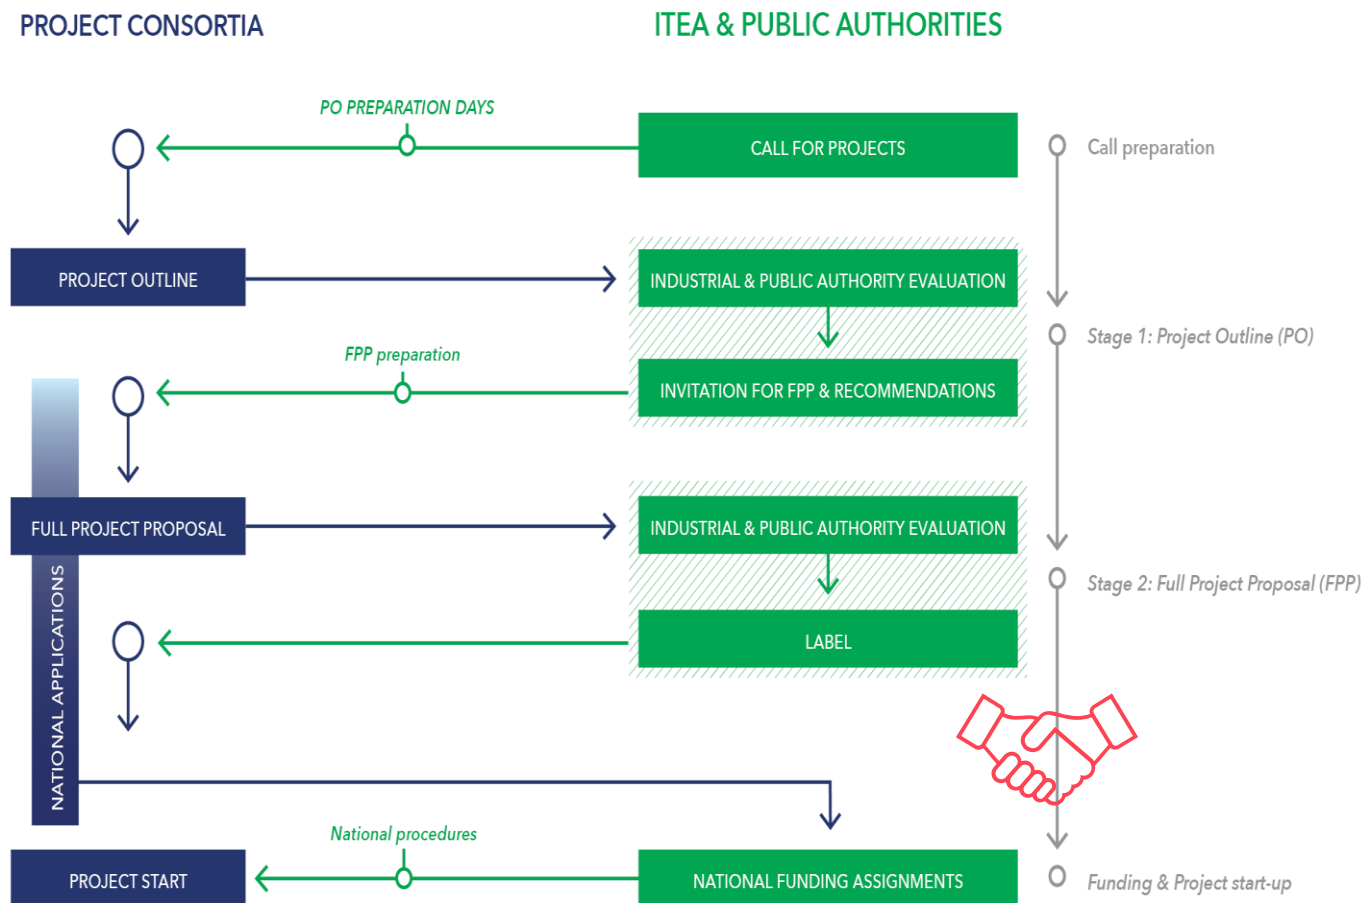 PROJECT CONSORTIA
ITEA & PUBLIC AUTHORITIES
PO PREPARATION DAYS
CALL FOR PROJECTS
Call preparation
PROJECT OUTLINE
INDUSTRIAL & PUBLIC AUTHORITY EVALUATION
Stage 1: Project Outline (PO)
FPP preparation
INVITATION FOR FPP & RECOMMENDATIONS
FULL PROJECT PROPOSAL
INDUSTRIAL & PUBLIC AUTHORITY EVALUATION
Stage 2: Full Project Proposal (FPP)
NATIONAL APPLICATIONS
LABEL
National procedures
PROJECT START
NATIONAL FUNDING ASSIGNMENTS
Funding & Project start-up